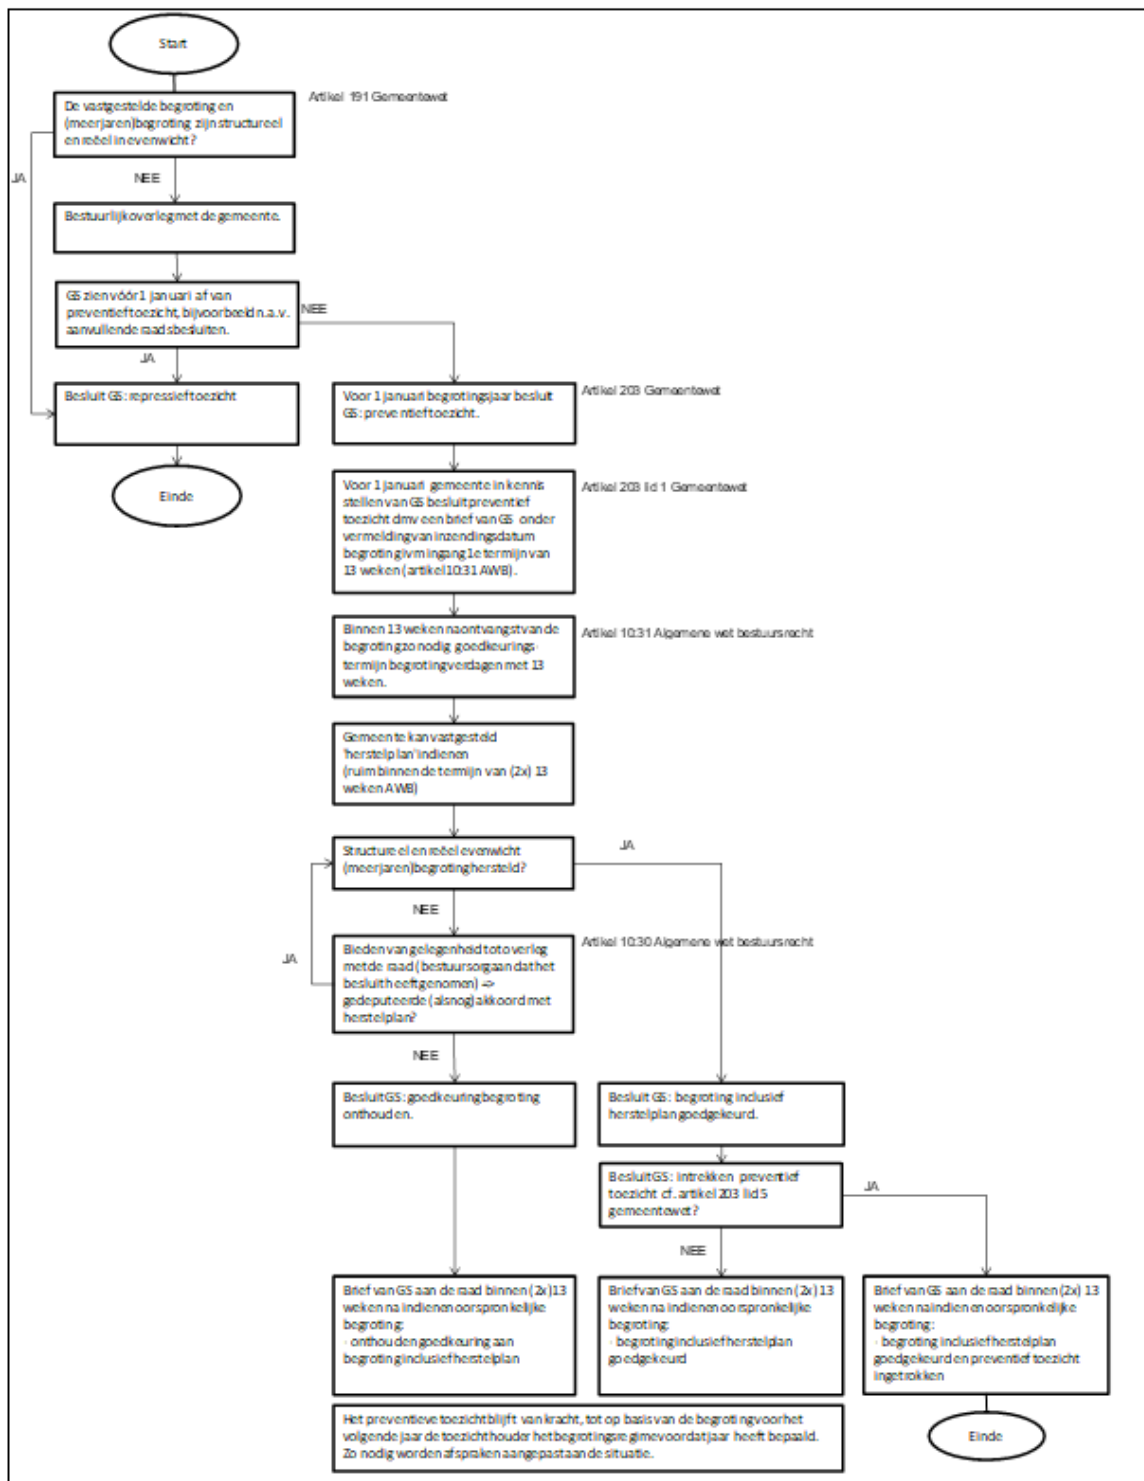 Start
Artikel 191 Gemeentewet
De vastgestelde begroting en
(meerjaren)begroting zijn structureel
en reëel in evenwicht?
JA
NEE
Bestuurlijk overleg met de gemeente.
GS zien vóór 1 januari af van
preventief toezicht, bijvoorbeeld n.a.v.
aanvullende raadsbesluiten.
NEE
JA
Besluit GS: repressief toezicht
Einde
Voor 1 januari begrotingsjaar besluit
GS: preventief toezicht.
Artikel 203 Gemeentewet
Voor 1 januari gemeente in kennis
stellen van GS besluit preventief
toezicht dmv een brief van GS onder
vermelding van inzendingsdatum
begroting ivm ingang 1e termijn van
13 weken (artikel 10:31 AWB).
Artikel 203 lid 1 Gemeentewet
Binnen 13 weken na ontvangst van de
begroting zo nodig goedkeurings-
termijn begroting verdagen met 13
weken.
Artikel 10:31 Algemene wet bestuursrecht
Gemeente kan vastgesteld
'herstelplan' indienen
(ruim binnen de termijn van (2x) 13
weken AWB)
Structureel en reëel evenwicht
(meerjaren)begroting hersteld?
JA
NEE
Artikel 10:30 Algemene wet bestuursrecht
Bieden van gelegenheid tot overleg
met de raad (bestuursorgaan dat het
besluit heeft genomen) =>
gedeputeerde (alsnog) akkoord met
herstelplan?
JA
NEE
Besluit GS: goedkeuring begroting
onthouden.
Besluit GS: begroting inclusief
herstelplan goedgekeurd.
Besluit GS: intrekken preventief
toezicht cf. artikel 203 lid 5
gemeentewet?
JA
NEE
Brief van GS aan de raad binnen (2x) 13
weken na indienen oorspronkelijke
begroting:
- onthouden goedkeuring aan
begroting inclusief herstelplan
Brief van GS aan de raad binnen (2x) 13
weken na indienen oorspronkelijke
begroting:
- begroting inclusief herstelplan
goedgekeurd
Brief van GS aan de raad binnen (2x) 13
weken na indienen oorspronkelijke
begroting:
- begroting inclusief herstelplan
goedgekeurd en preventief toezicht
ingetrokken
Het preventieve toezicht blijft van kracht, tot op basis van de begroting voor het
volgende jaar de toezichthouder het begrotingsregime voor dat jaar heeft bepaald.
Zo nodig worden afspraken aangepast aan de situatie.
Einde